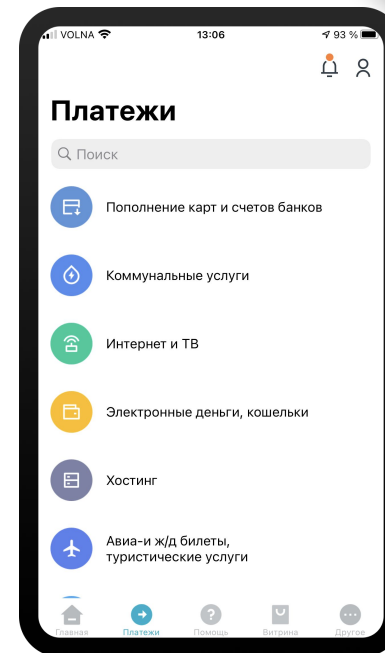 VOLNA 13:06 93 %
Платежи
Поиск
Пополнение карт и счетов банков
Коммунальные услуги
Интернет и ТВ
Электронные деньги, кошельки
Хостинг
Авиа-и ж/д билеты,
туристические услуги
Главная Платежи Помощь Витрина Другое